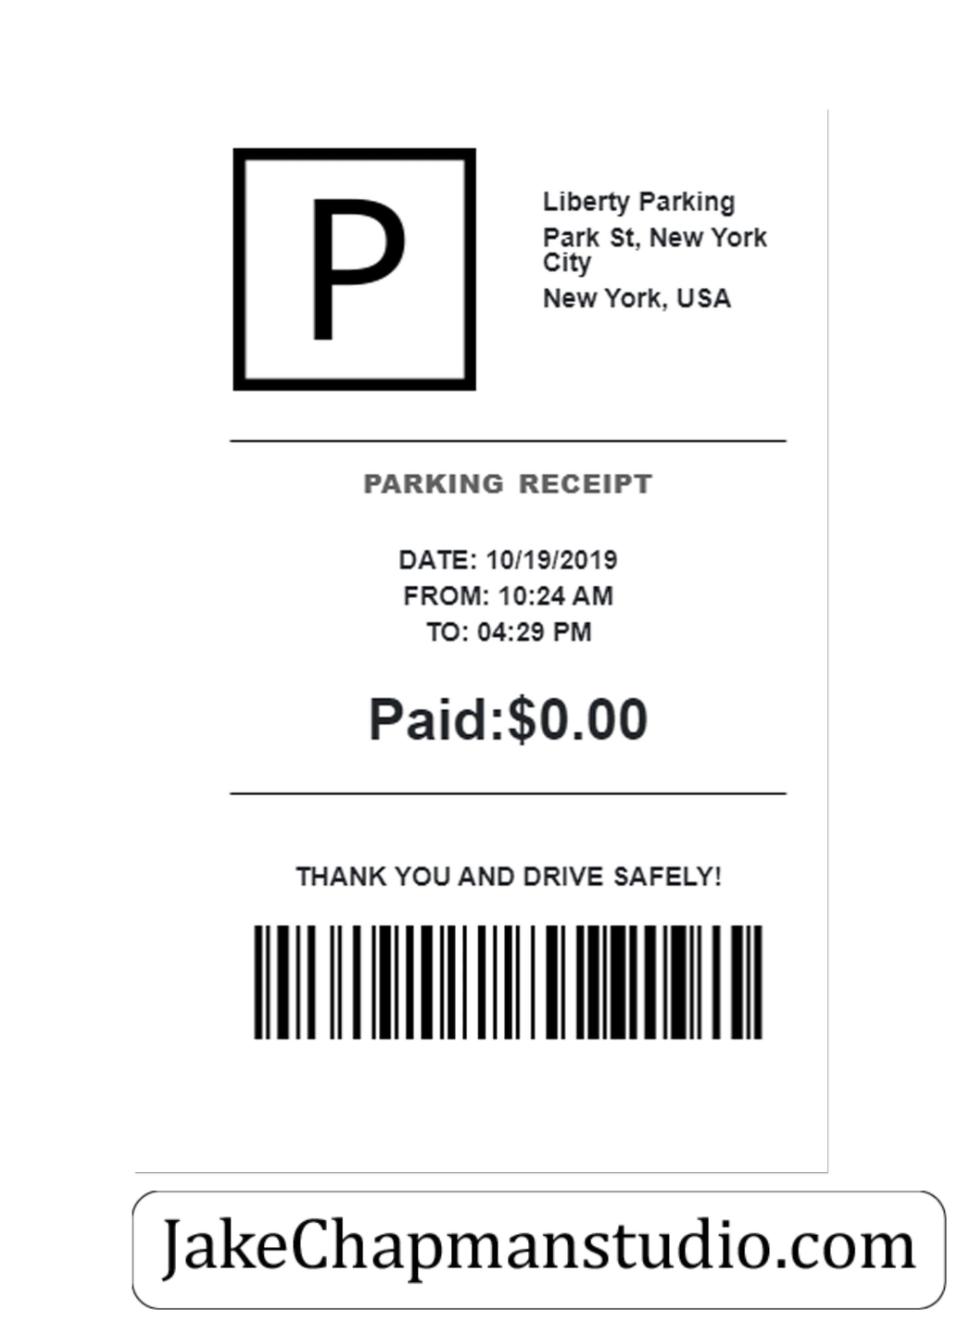 P
Liberty Parking
Park St, New York
City
New York, USA
PARKING RECEIPT
DATE: 10/19/2019
FROM: 10:24 AM
TO: 04:29 PM
Paid:$0.00
THANK YOU AND DRIVE SAFELY!
JakeChapmanstudio.com